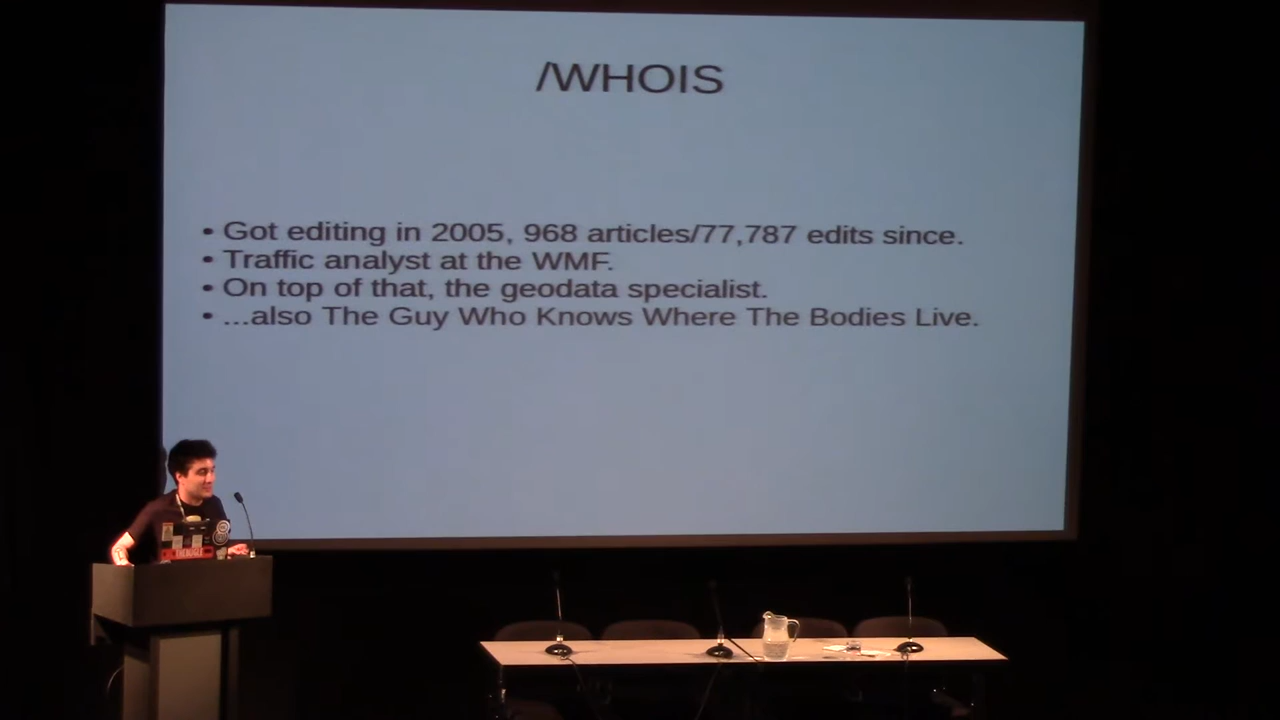 /WHOIS
• Got editing in 2005, 968 articles/77,787 edits since.
• Traffic analyst at the WMF.
• On top of that, the geodata specialist.
• ...also The Guy Who Knows Where The Bodies Live.